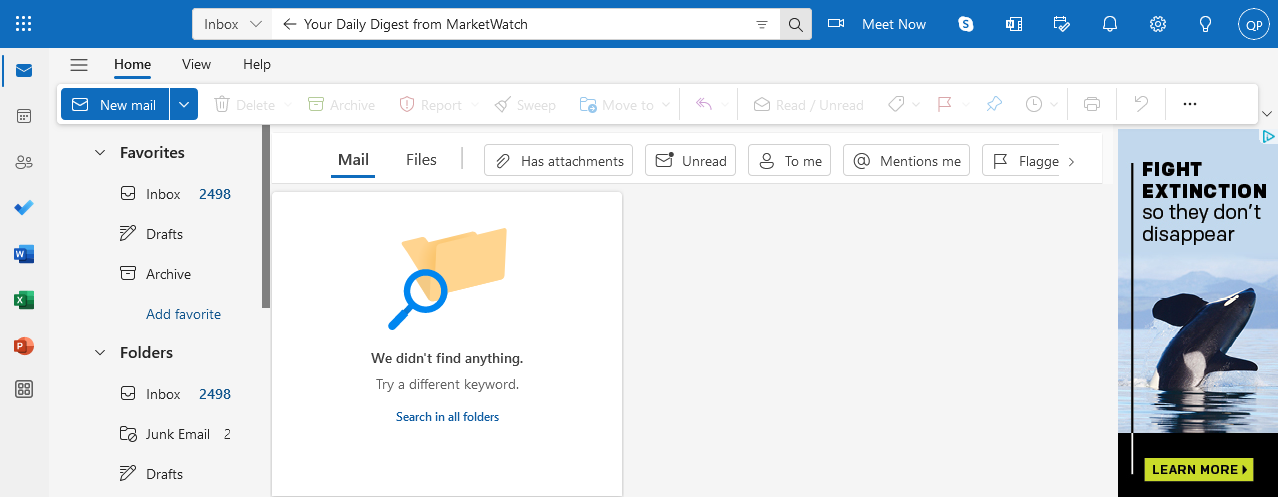 Inbox
Your Daily Digest from MarketWatch
Meet Now
QP
Home
View
Help
New mail
Delete
Archive
Report
Sweep
Move to
Read / Unread
Favorites
Inbox 2498
Drafts
Archive
Add favorite
Folders
Inbox 2498
Junk Email 2
Drafts
Mail
Files
Has attachments
Unread
To me
Mentions me
Flagge
We didn't find anything.
Try a different keyword.
Search in all folders
FIGHT
EXTINCTION
so they don't
disappear
LEARN MORE